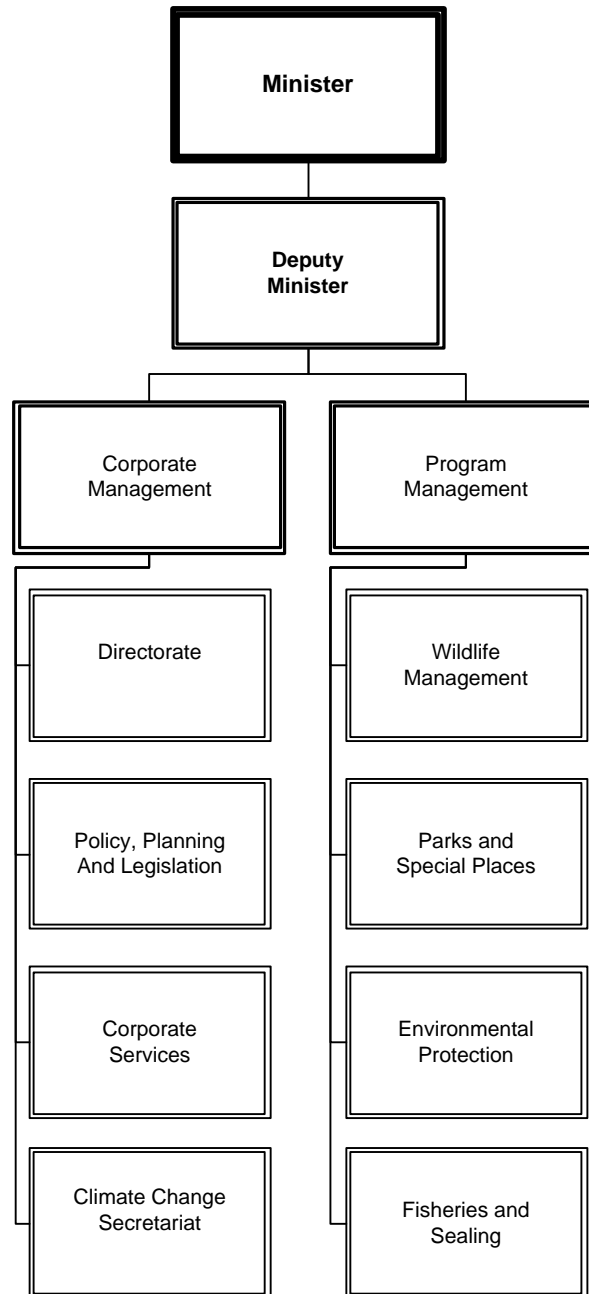 Minister
Deputy
Minister
Corporate
Management
Program
Management
Directorate
Wildlife
Management
Policy, Planning
And Legislation
Parks and
Special Places
Corporate
Services
Environmental
Protection
Climate Change
Secretariat
Fisheries and
Sealing